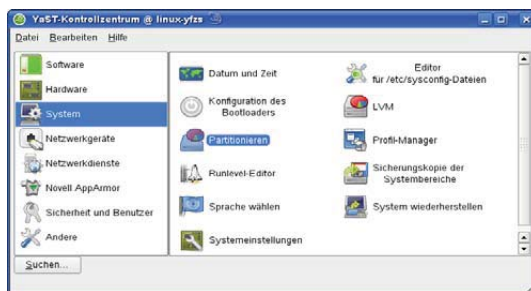 YaST-Kontrollzentrum @ linux-yfzs
Datei Bearbeiten Hilfe
Software
Hardware
System
Netzwerkgeräte
Netzwerkdienste
Novell AppArmor
Sicherheit und Benutzer
Andere
Datum und Zeit
Editor
für /etc/sysconfig-Dateien
Konfiguration des
Bootloaders
LVM
Partitionieren
Profil-Manager
Runlevel-Editor
Sicherungskopie der
Systembereiche
Sprache wählen
System wiederherstellen
Systemeinstellungen
Suchen...